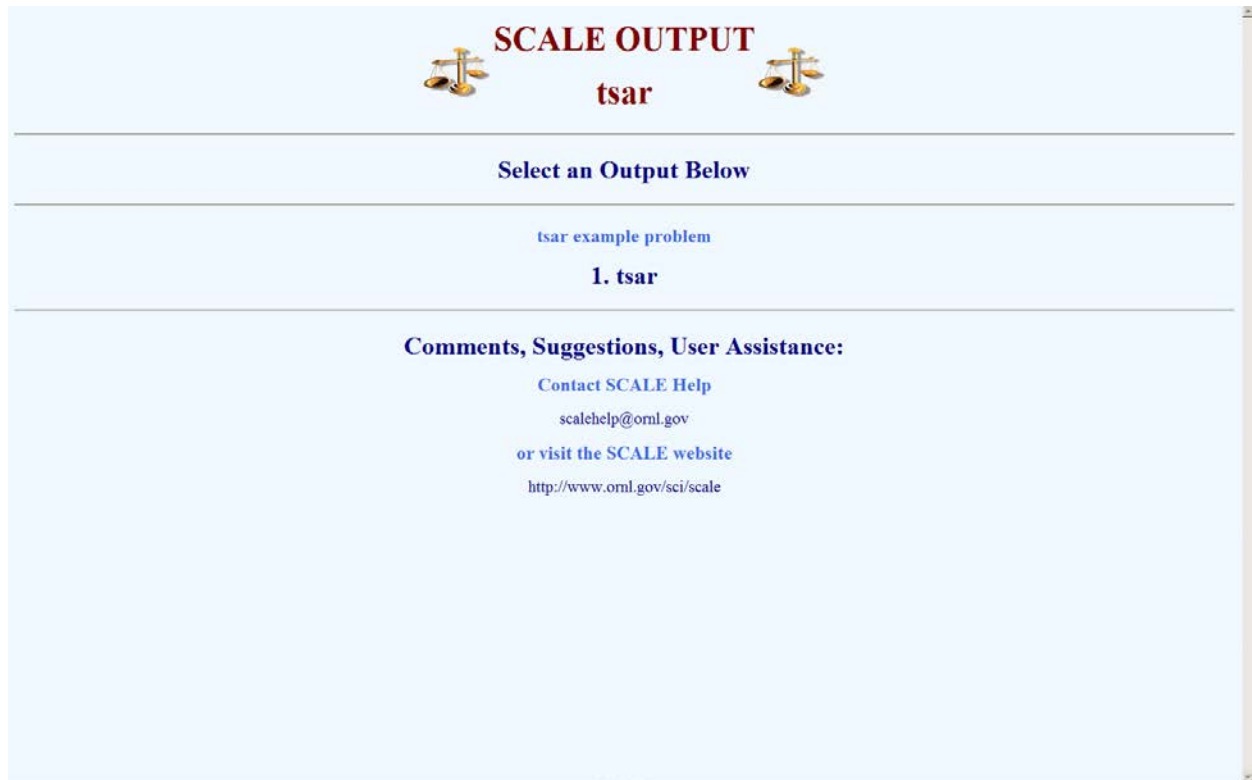 SCALE OUTPUT
tsar
Select an Output Below
tsar example problem
1. tsar
Comments, Suggestions, User Assistance:
Contact SCALE Help
scalehelp@ornl.gov
or visit the SCALE website
http://www.ornl.gov/sci/scale